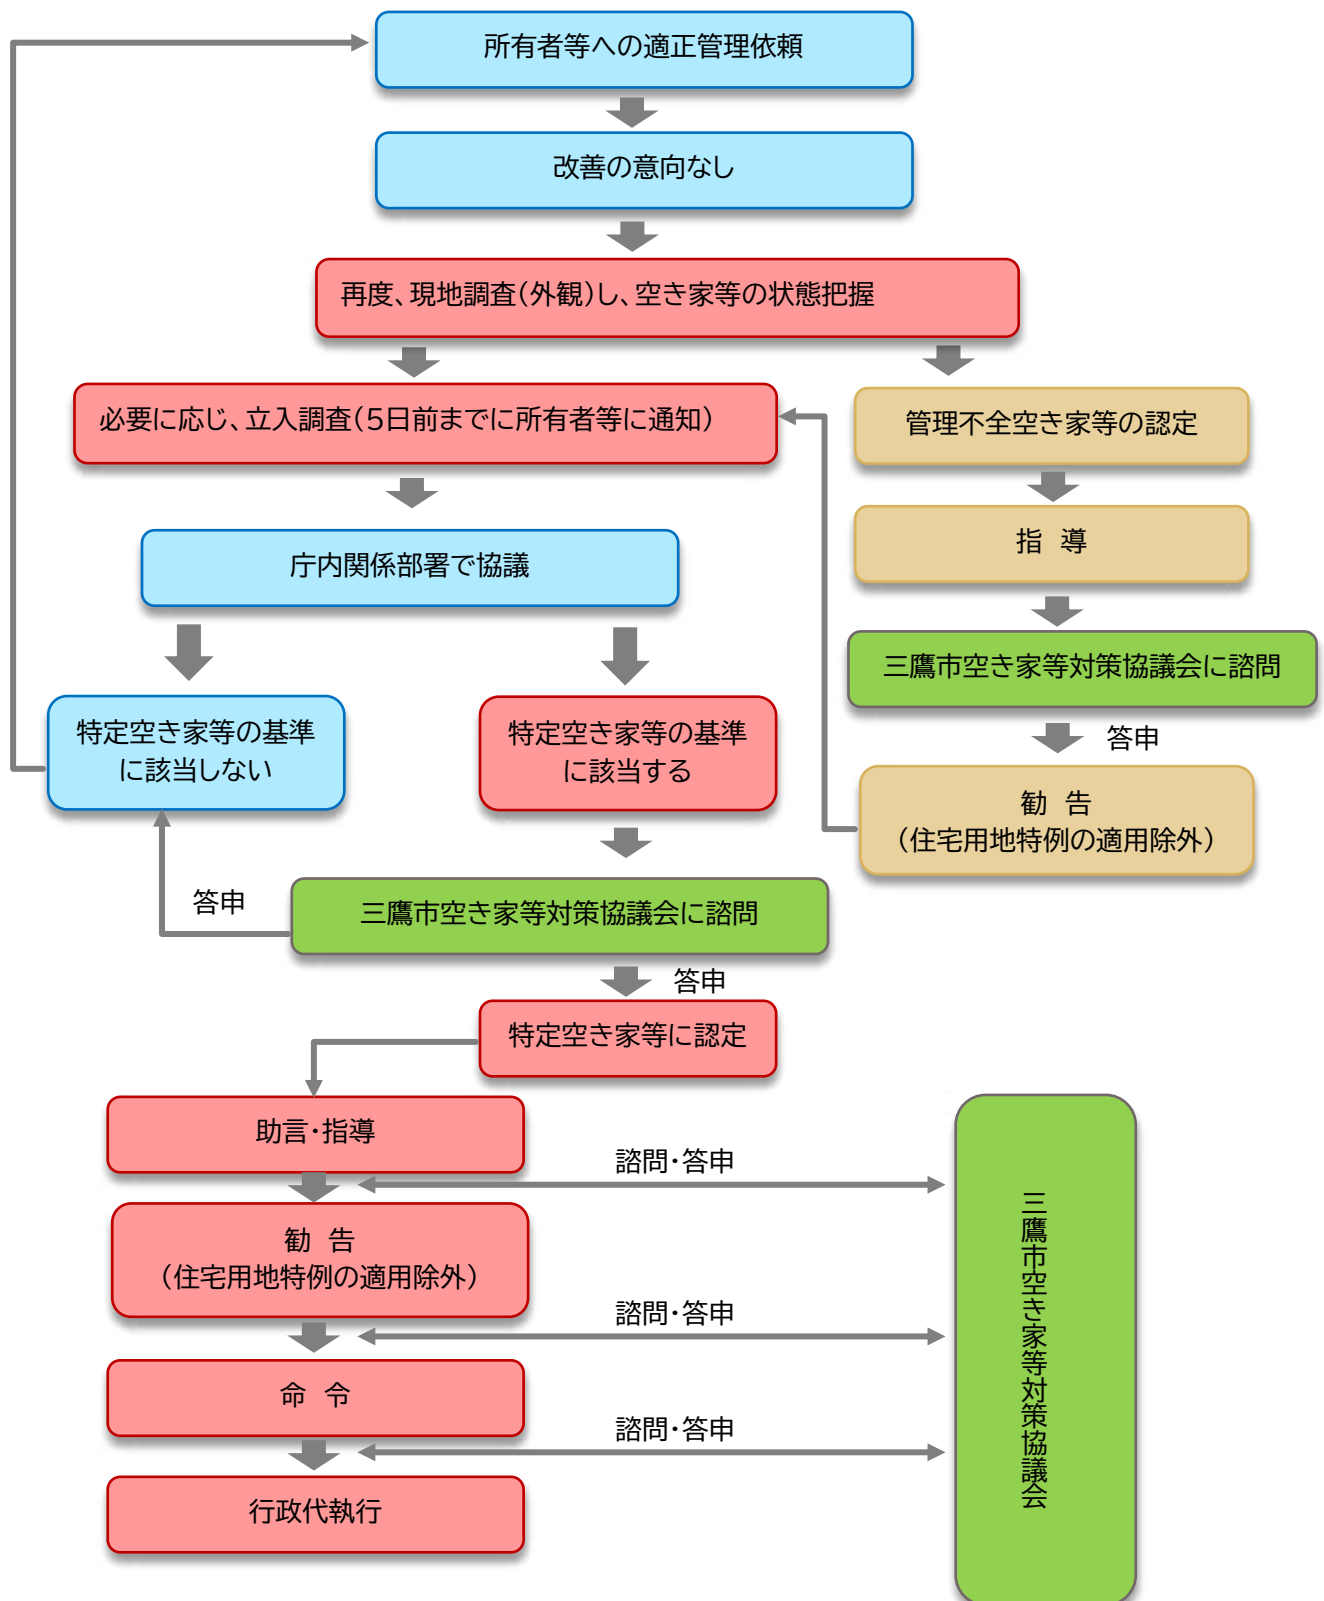 所有者等への適正管理依頼
改善の意向なし
再度、現地調査(外観)し、空き家等の状態把握
必要に応じ、立入調査(5日前までに所有者等に通知)
管理不全空き家等の認定
指 導
庁内関係部署で協議
三鷹市空き家等対策協議会に諮問
答申
特定空き家等の基準
に該当しない
特定空き家等の基準
に該当する
勧 告
(住宅用地特例の適用除外)
答申
三鷹市空き家等対策協議会に諮問
答申
特定空き家等に認定
助言・指導
諮問・答申
勧 告
(住宅用地特例の適用除外)
諮問・答申
命 令
諮問・答申
行政代執行
三鷹市空き家等対策協議会